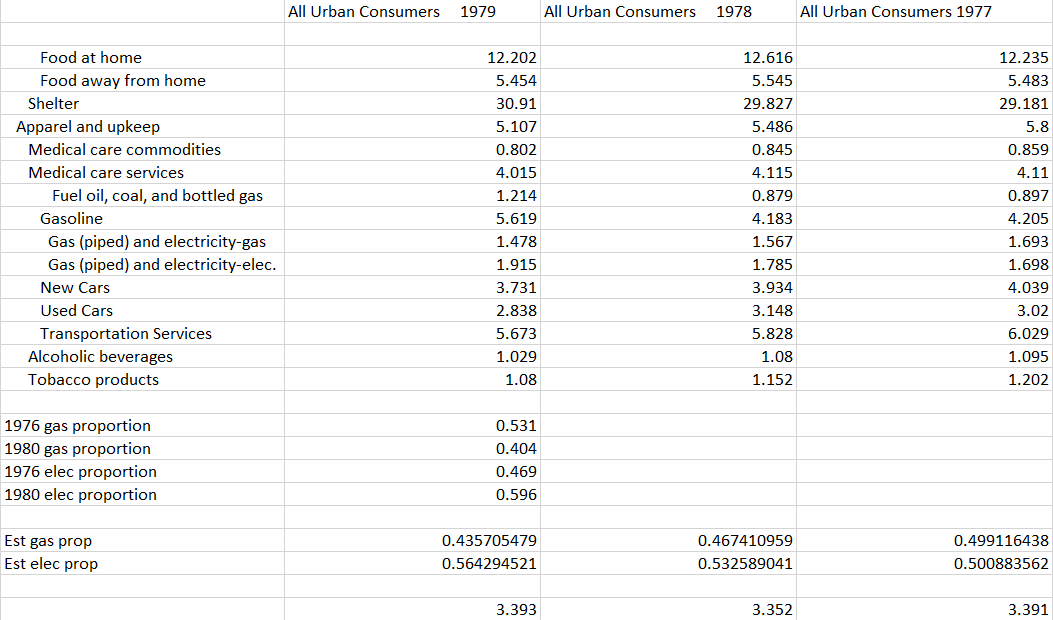 All Urban Consumers 1979 All Urban Consumers 1978 All Urban Consumers 1977
Food at home 12.202 12.616 12.235
Food away from home 5.454 5.545 5.483
Shelter 30.91 29.827 29.181
Apparel and upkeep 5.107 5.486 5.8
Medical care commodities 0.802 0.845 0.859
Medical care services 4.015 4.115 4.11
Fuel oil, coal, and bottled gas 1.214 0.879 0.897
Gasoline 5.619 4.183 4.205
Gas (piped) and electricity-gas 1.478 1.567 1.693
Gas (piped) and electricity-elec. 1.915 1.785 1.698
New Cars 3.731 3.934 4.039
Used Cars 2.838 3.148 3.02
Transportation Services 5.673 5.828 6.029
Alcoholic beverages 1.029 1.08 1.095
Tobacco products 1.08 1.152 1.202
1976 gas proportion 0.531
1980 gas proportion 0.404
1976 elec proportion 0.469
1980 elec proportion 0.596
Est gas prop 0.435705479 0.467410959 0.499116438
Est elec prop 0.564294521 0.532589041 0.500883562
3.393 3.352 3.391